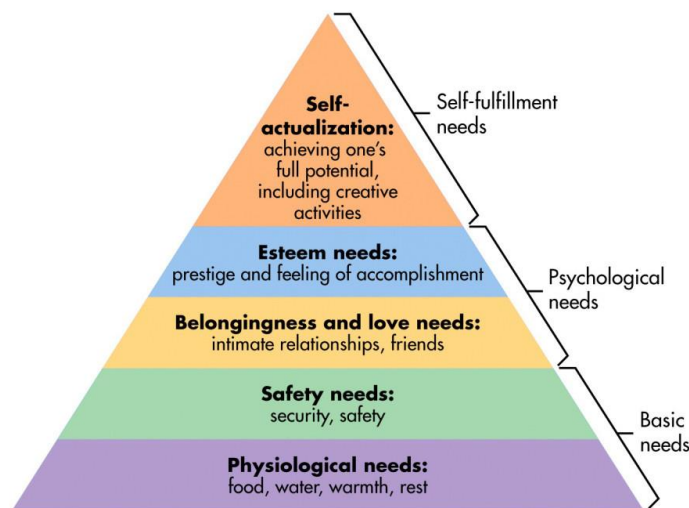 Self-
actualization:
achieving one's
full potential,
including creative
activities
Self-fulfillment
needs
Esteem needs:
prestige and feeling of accomplishment
Psychological
needs
Belongingness and love needs:
intimate relationships, friends
Safety needs:
security, safety
Basic
needs
Physiological needs:
food, water, warmth, rest